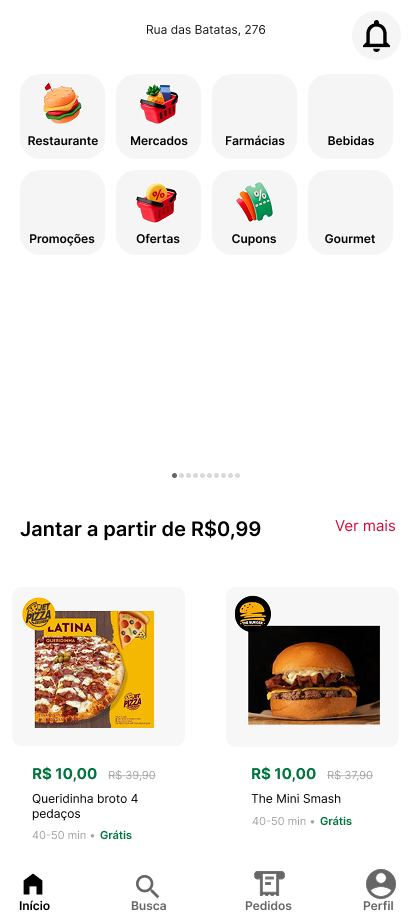 Rua das Batatas, 276
Restaurante
Mercados
Farmácias
Bebidas
Promoções
Ofertas
Cupons
Gourmet
Jantar a partir de R$0,99
Ver mais
JET
PIZZA
LATINA
QUERIDINHA
JET
PIZZA
THE BURGER
R$ 10,00 R$ 39,90
Queridinha broto 4
pedaços
40-50 min • Grátis
R$ 10,00 R$ 37,90
The Mini Smash
40-50 min • Grátis
Início
Busca
Pedidos
Perfil